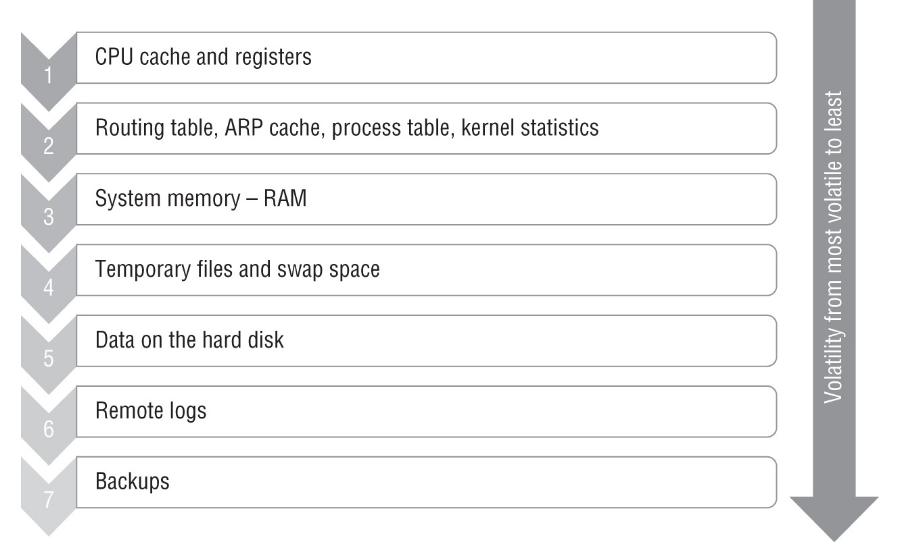 1
CPU cache and registers
2
Routing table, ARP cache, process table, kernel statistics
3
System memory – RAM
4
Temporary files and swap space
5
Data on the hard disk
6
Remote logs
7
Backups
Volatility from most volatile to least